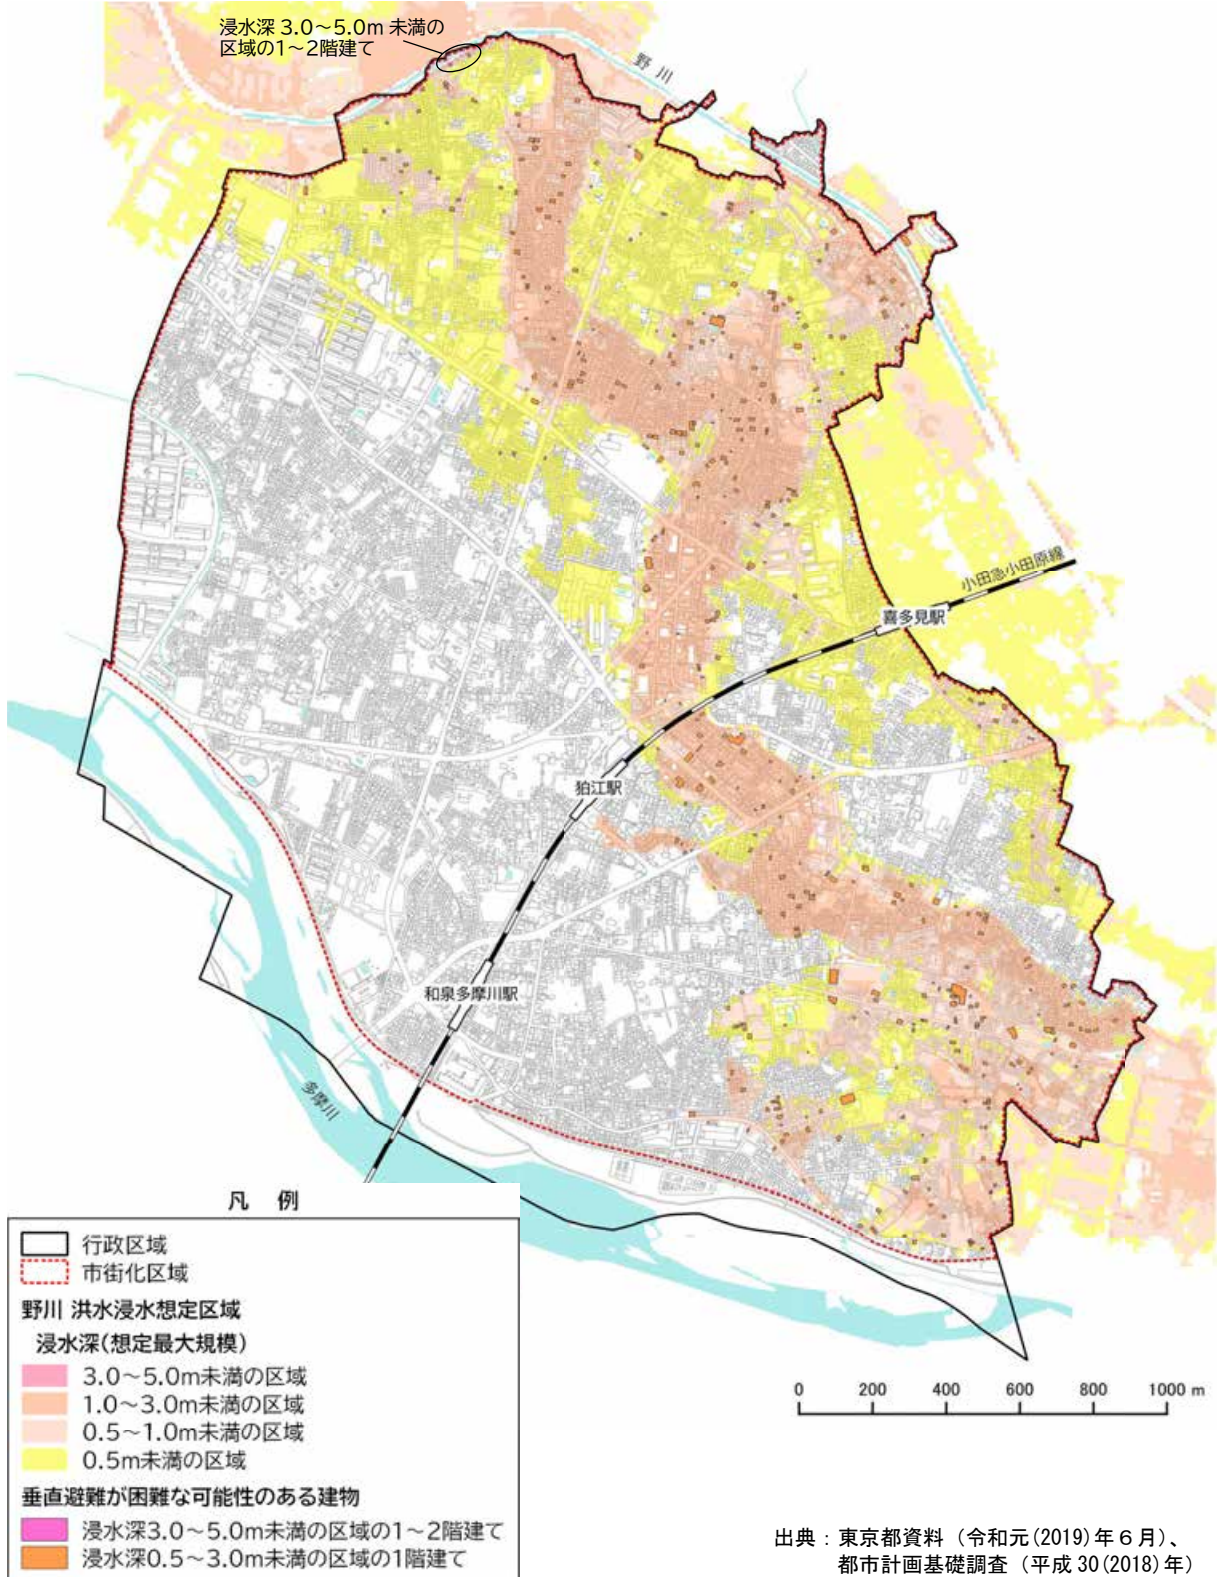 浸水深 3.0～5.0m 未満の
区域の1～2階建て
野川
小田急小田原線
喜多見駅
狛江駅
和泉多摩川駅
多摩川
凡 例
行政区域
市街化区域
野川 洪水浸水想定区域
浸水深(想定最大規模)
3.0～5.0m未満の区域
1.0～3.0m未満の区域
0.5～1.0m未満の区域
0.5m未満の区域
垂直避難が困難な可能性のある建物
浸水深3.0～5.0m未満の区域の1～2階建て
浸水深0.5～3.0m未満の区域の1階建て
0 200 400 600 800 1000 m
出典：東京都資料（令和元(2019)年６月）、
都市計画基礎調査（平成 30(2018)年）